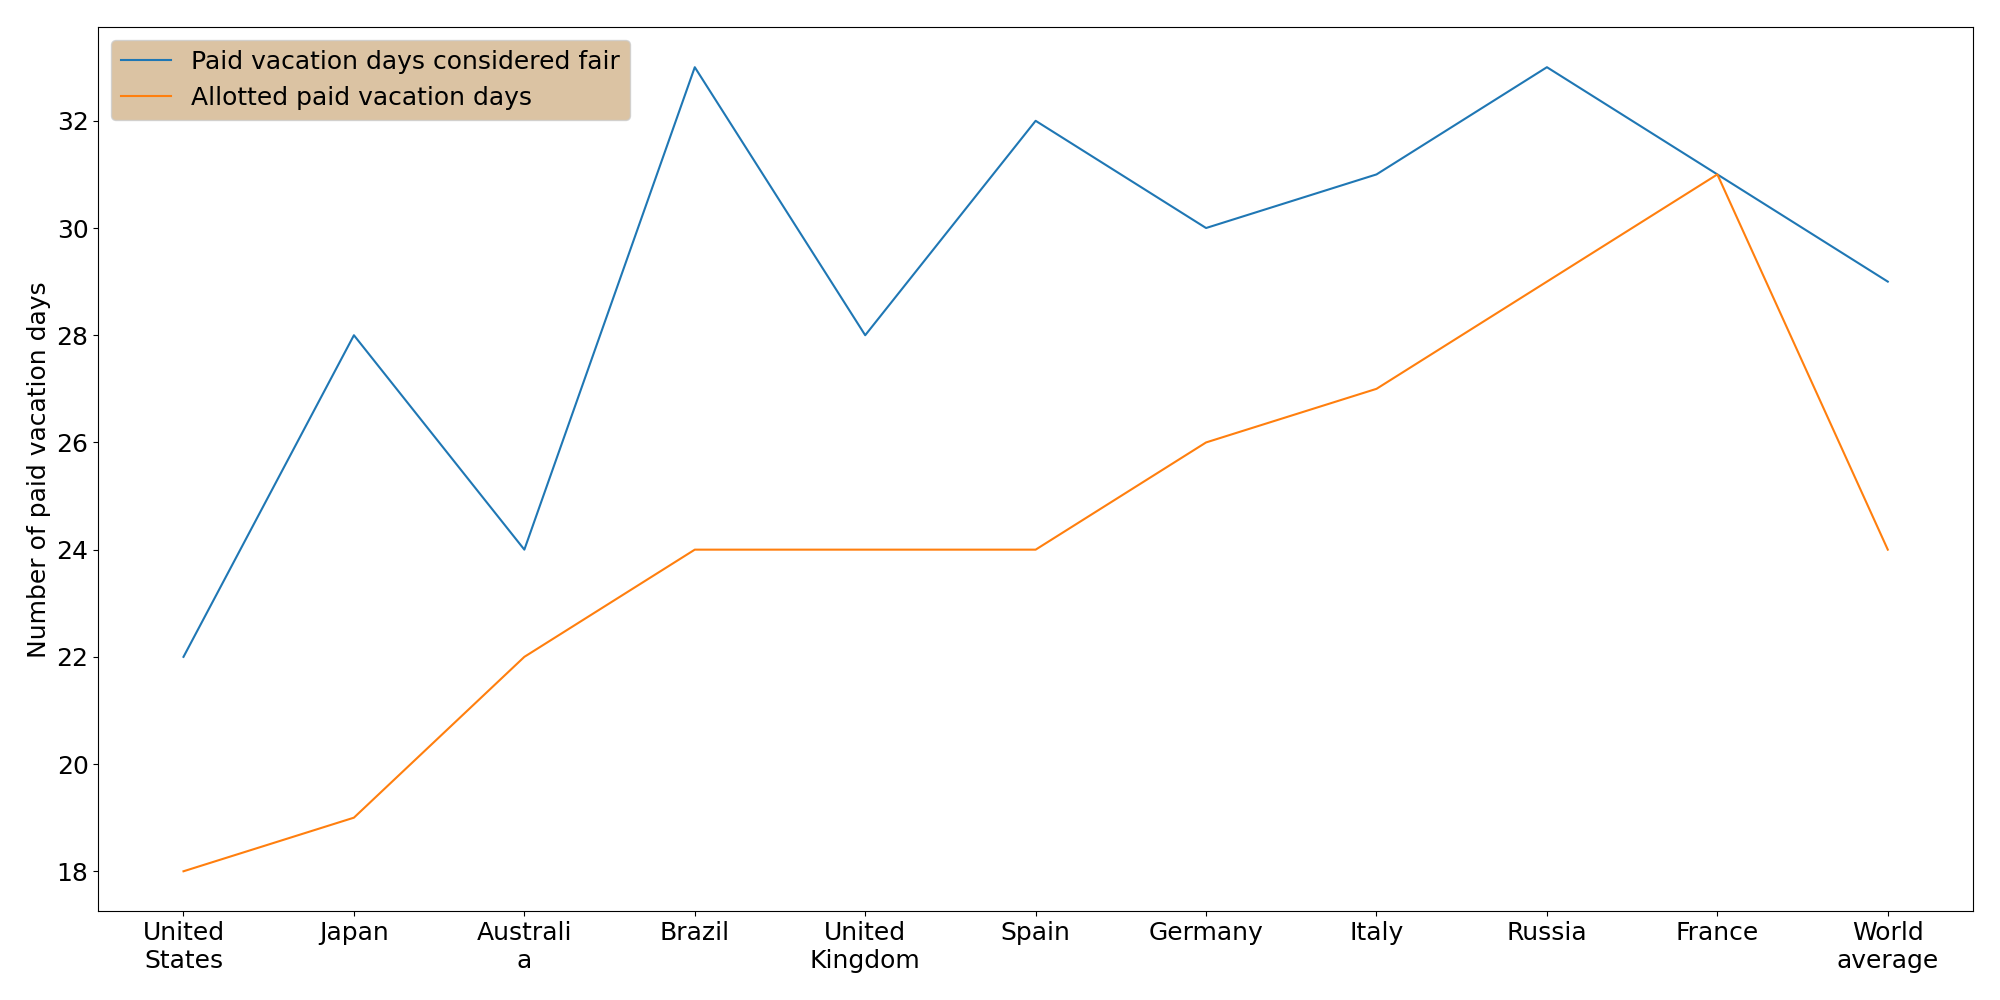 Paid vacation days considered fair
Allotted paid vacation days
Number of paid vacation days
32
30
28
26
24
22
20
18
United
States
Japan
Australi
a
Brazil
United
Kingdom
Spain
Germany
Italy
Russia
France
World
average